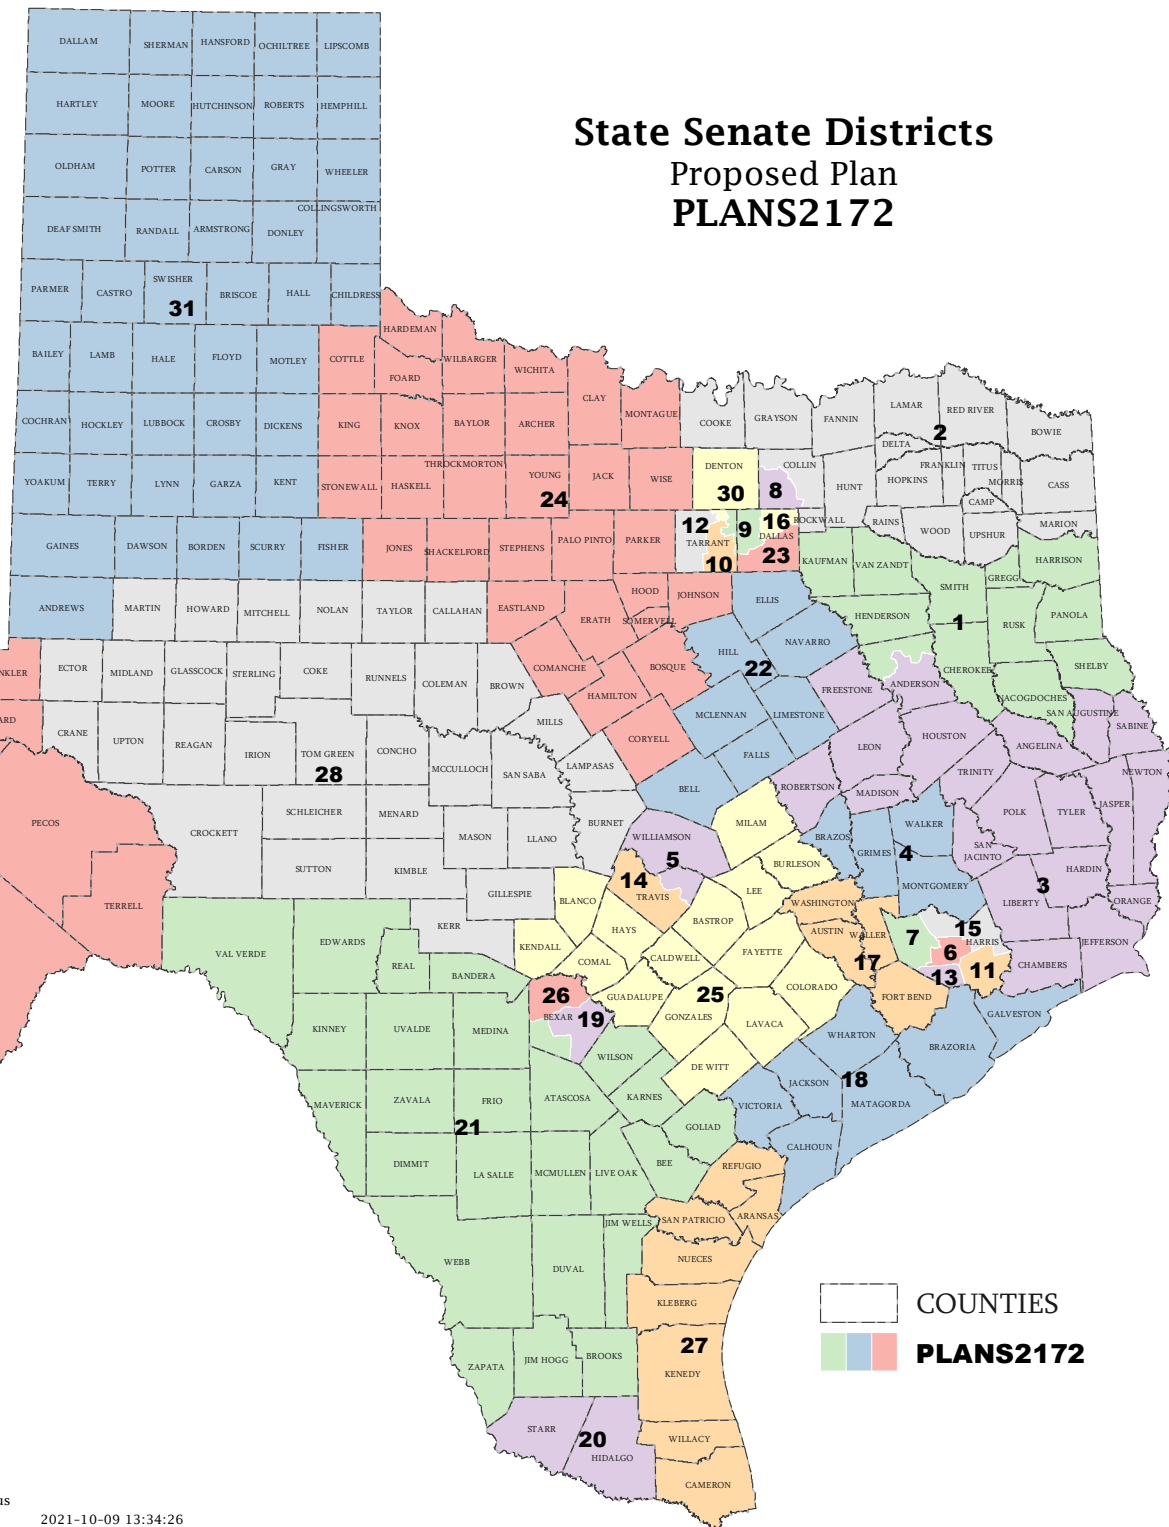 State Senate Districts
Proposed Plan
PLANS2172
DALLAM
SHERMAN
HANSFORD
OCHILTREE
LIPSCOMB
HARTLEY
MOORE
HUTCHINSON
ROBERTS
HEMPHILL
OLDHAM
POTTER
CARSON
GRAY
WHEELER
COLLINGSWORTH
DEAF SMITH
RANDALL
ARMSTRONG
DONLEY
PARMER
CASTRO
SWISHER
BRISCOE
HALL
CHILDRESS
31
HARDEMAN
BAILEY
LAMB
HALE
FLOYD
MOTLEY
COTTLE
FOARD
WILBARGER
WICHITA
CLAY
MONTAGUE
COOKE
GRAYSON
FANNIN
LAMAR
RED RIVER
BOWIE
2
COCHRAN
HOCKLEY
LUBBOCK
CROSBY
DICKENS
KING
KNOX
BAYLOR
ARCHER
DELTA
THROCKMORTON
DENTON
COLLIN
FRANKLIN
TITUS
MORRIS
YOAKUM
TERRY
LYNN
GARZA
KENT
STONEWALL
HASKELL
YOUNG
JACK
WISE
HUNT
HOPKINS
CASS
CAMP
24
30
8
GAINES
DAWSON
BORDEN
SCURRY
FISHER
JONES
SHACKELFORD
STEPHENS
PALO PINTO
PARKER
12
TARRANT
9
16
DALLAS
ROCKWALL
RAINS
WOOD
UPSHUR
MARION
10
23
KAUFMAN
VAN ZANDT
SMITH
GREGG
HARRISON
ANDREWS
MARTIN
HOWARD
MITCHELL
NOLAN
TAYLOR
CALLAHAN
EASTLAND
ERATH
HOOD
SOMERVELL
JOHNSON
ELLIS
HENDERSON
1
RUSK
PANOLA
NKLER
ECTOR
MIDLAND
GLASSCOCK
STERLING
COKE
RUNNELS
COLEMAN
BROWN
COMANCHE
HAMILTON
BOSQUE
HILL
22
NAVARRO
FREESTONE
ANDERSON
CHEROKEE
NACOGDOCHES
SHELBY
SAN AUGUSTINE
SABINE
ARD
CRANE
UPTON
REAGAN
IRION
TOM GREEN
28
CONCHO
MCCULLOCH
SAN SABA
MILLS
LAMPASAS
CORYELL
MCLENNAN
LIMESTONE
FALLS
LEON
HOUSTON
ANGELINA
TRINITY
NEWTON
PECOS
CROCKETT
SCHLEICHER
MENARD
MASON
LLANO
BURNET
BELL
MILAM
ROBERTSON
MADISON
POLK
TYLER
JASPER
SUTTON
KIMBLE
GILLESPIE
WILLIAMSON
5
BURLESON
BRAZOS
GRIMES
4
WALKER
SAN
JACINTO
HARDIN
TERRELL
14
TRAVIS
BLANCO
LEE
WASHINGTON
MONTGOMERY
LIBERTY
3
ORANGE
VAL VERDE
EDWARDS
REAL
KERR
BANDERA
KENDALL
HAYS
COMAL
BASTROP
CALDWELL
FAYETTE
AUSTIN
WALLER
17
7
15
HARRIS
6
11
13
JEFFERSON
CHAMBERS
26
BEXAR
19
GUADALUPE
25
GONZALES
COLORADO
FORT BEND
GALVESTON
KINNEY
UVALDE
MEDINA
LAVACA
WHARTON
BRAZORIA
WILSON
DE WITT
MAVERICK
ZAVALA
FRIO
21
ATASCOSA
KARNES
GOLIAD
VICTORIA
JACKSON
18
MATAGORDA
CALHOUN
DIMMIT
LA SALLE
MCMULLEN
LIVE OAK
BEE
REFUGIO
SAN PATRICIO
ARANSAS
WEBB
DUVAL
JIM WELLS
NUECES
KLEBERG
27
KENEDY
ZAPATA
JIM HOGG
BROOKS
STARR
20
HIDALGO
WILLACY
CAMERON
COUNTIES
PLANS2172
us
2021-10-09 13:34:26